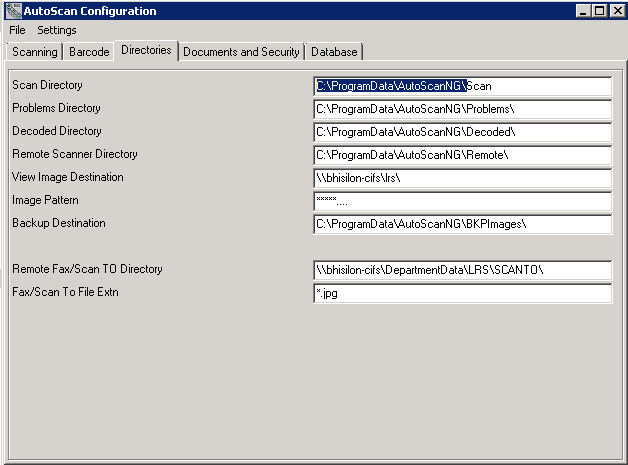 AutoScan Configuration
File Settings
Scanning Barcode Directories Documents and Security Database
Scan Directory C:\ProgramData\AutoScanNG\Scan
Problems Directory C:\ProgramData\AutoScanNG\Problems\
Decoded Directory C:\ProgramData\AutoScanNG\Decoded\
Remote Scanner Directory C:\ProgramData\AutoScanNG\Remote\
View Image Destination \\bhisilon-cifs\lrs\
Image Pattern *****....
Backup Destination C:\ProgramData\AutoScanNG\BKPImages\
Remote Fax/Scan TO Directory \\bhisilon-cifs\DepartmentData\LRS\SCANTO\
Fax/Scan To File Extn *.jpg